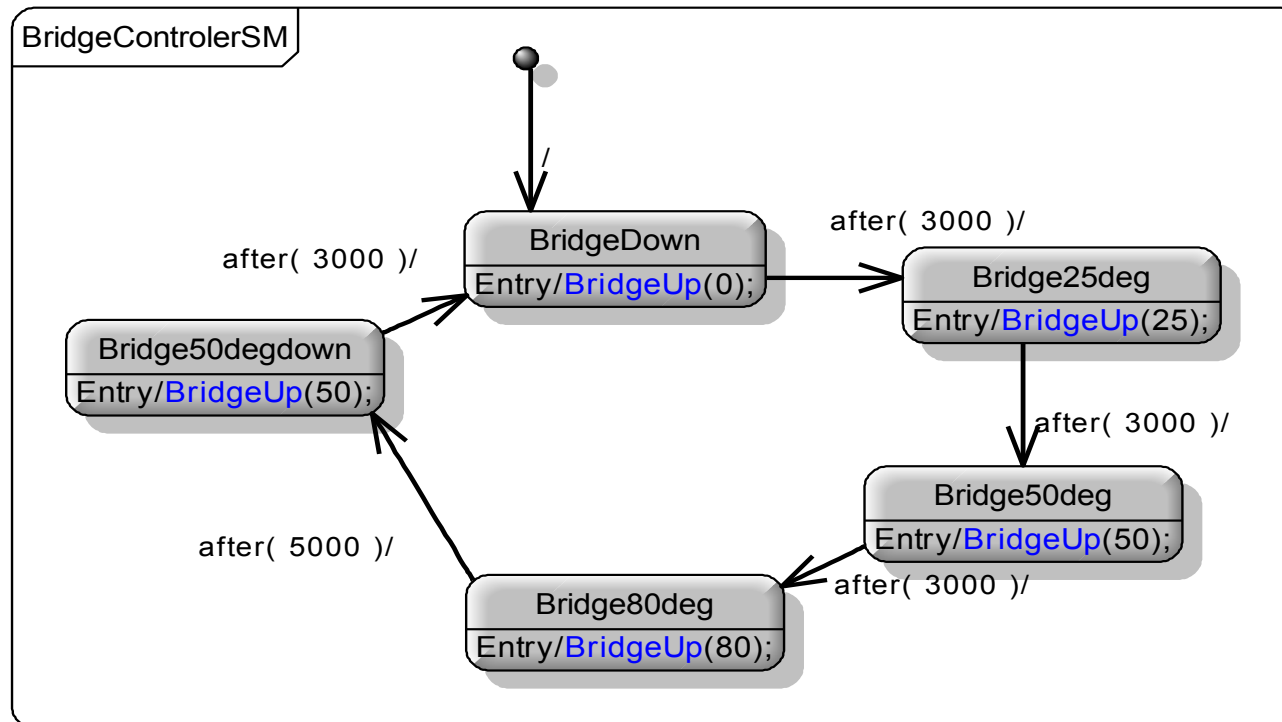 BridgeControlerSM
/
BridgeDown
Entry/BridgeUp(0);
after( 3000 )/
Bridge25deg
Entry/BridgeUp(25);
after( 3000 )/
Bridge50deg
Entry/BridgeUp(50);
after( 3000 )/
Bridge80deg
Entry/BridgeUp(80);
after( 5000 )/
Bridge50degdown
Entry/BridgeUp(50);
after( 3000 )/